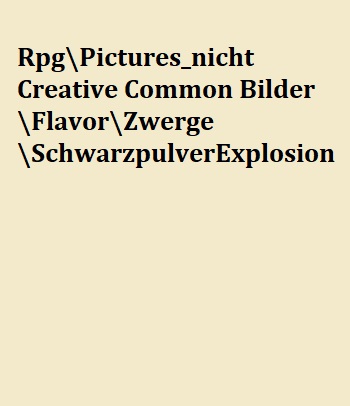 Rpg\Pictures_nicht
Creative Common Bilder
\Flavor\Zwerge
\SchwarzpulverExplosion